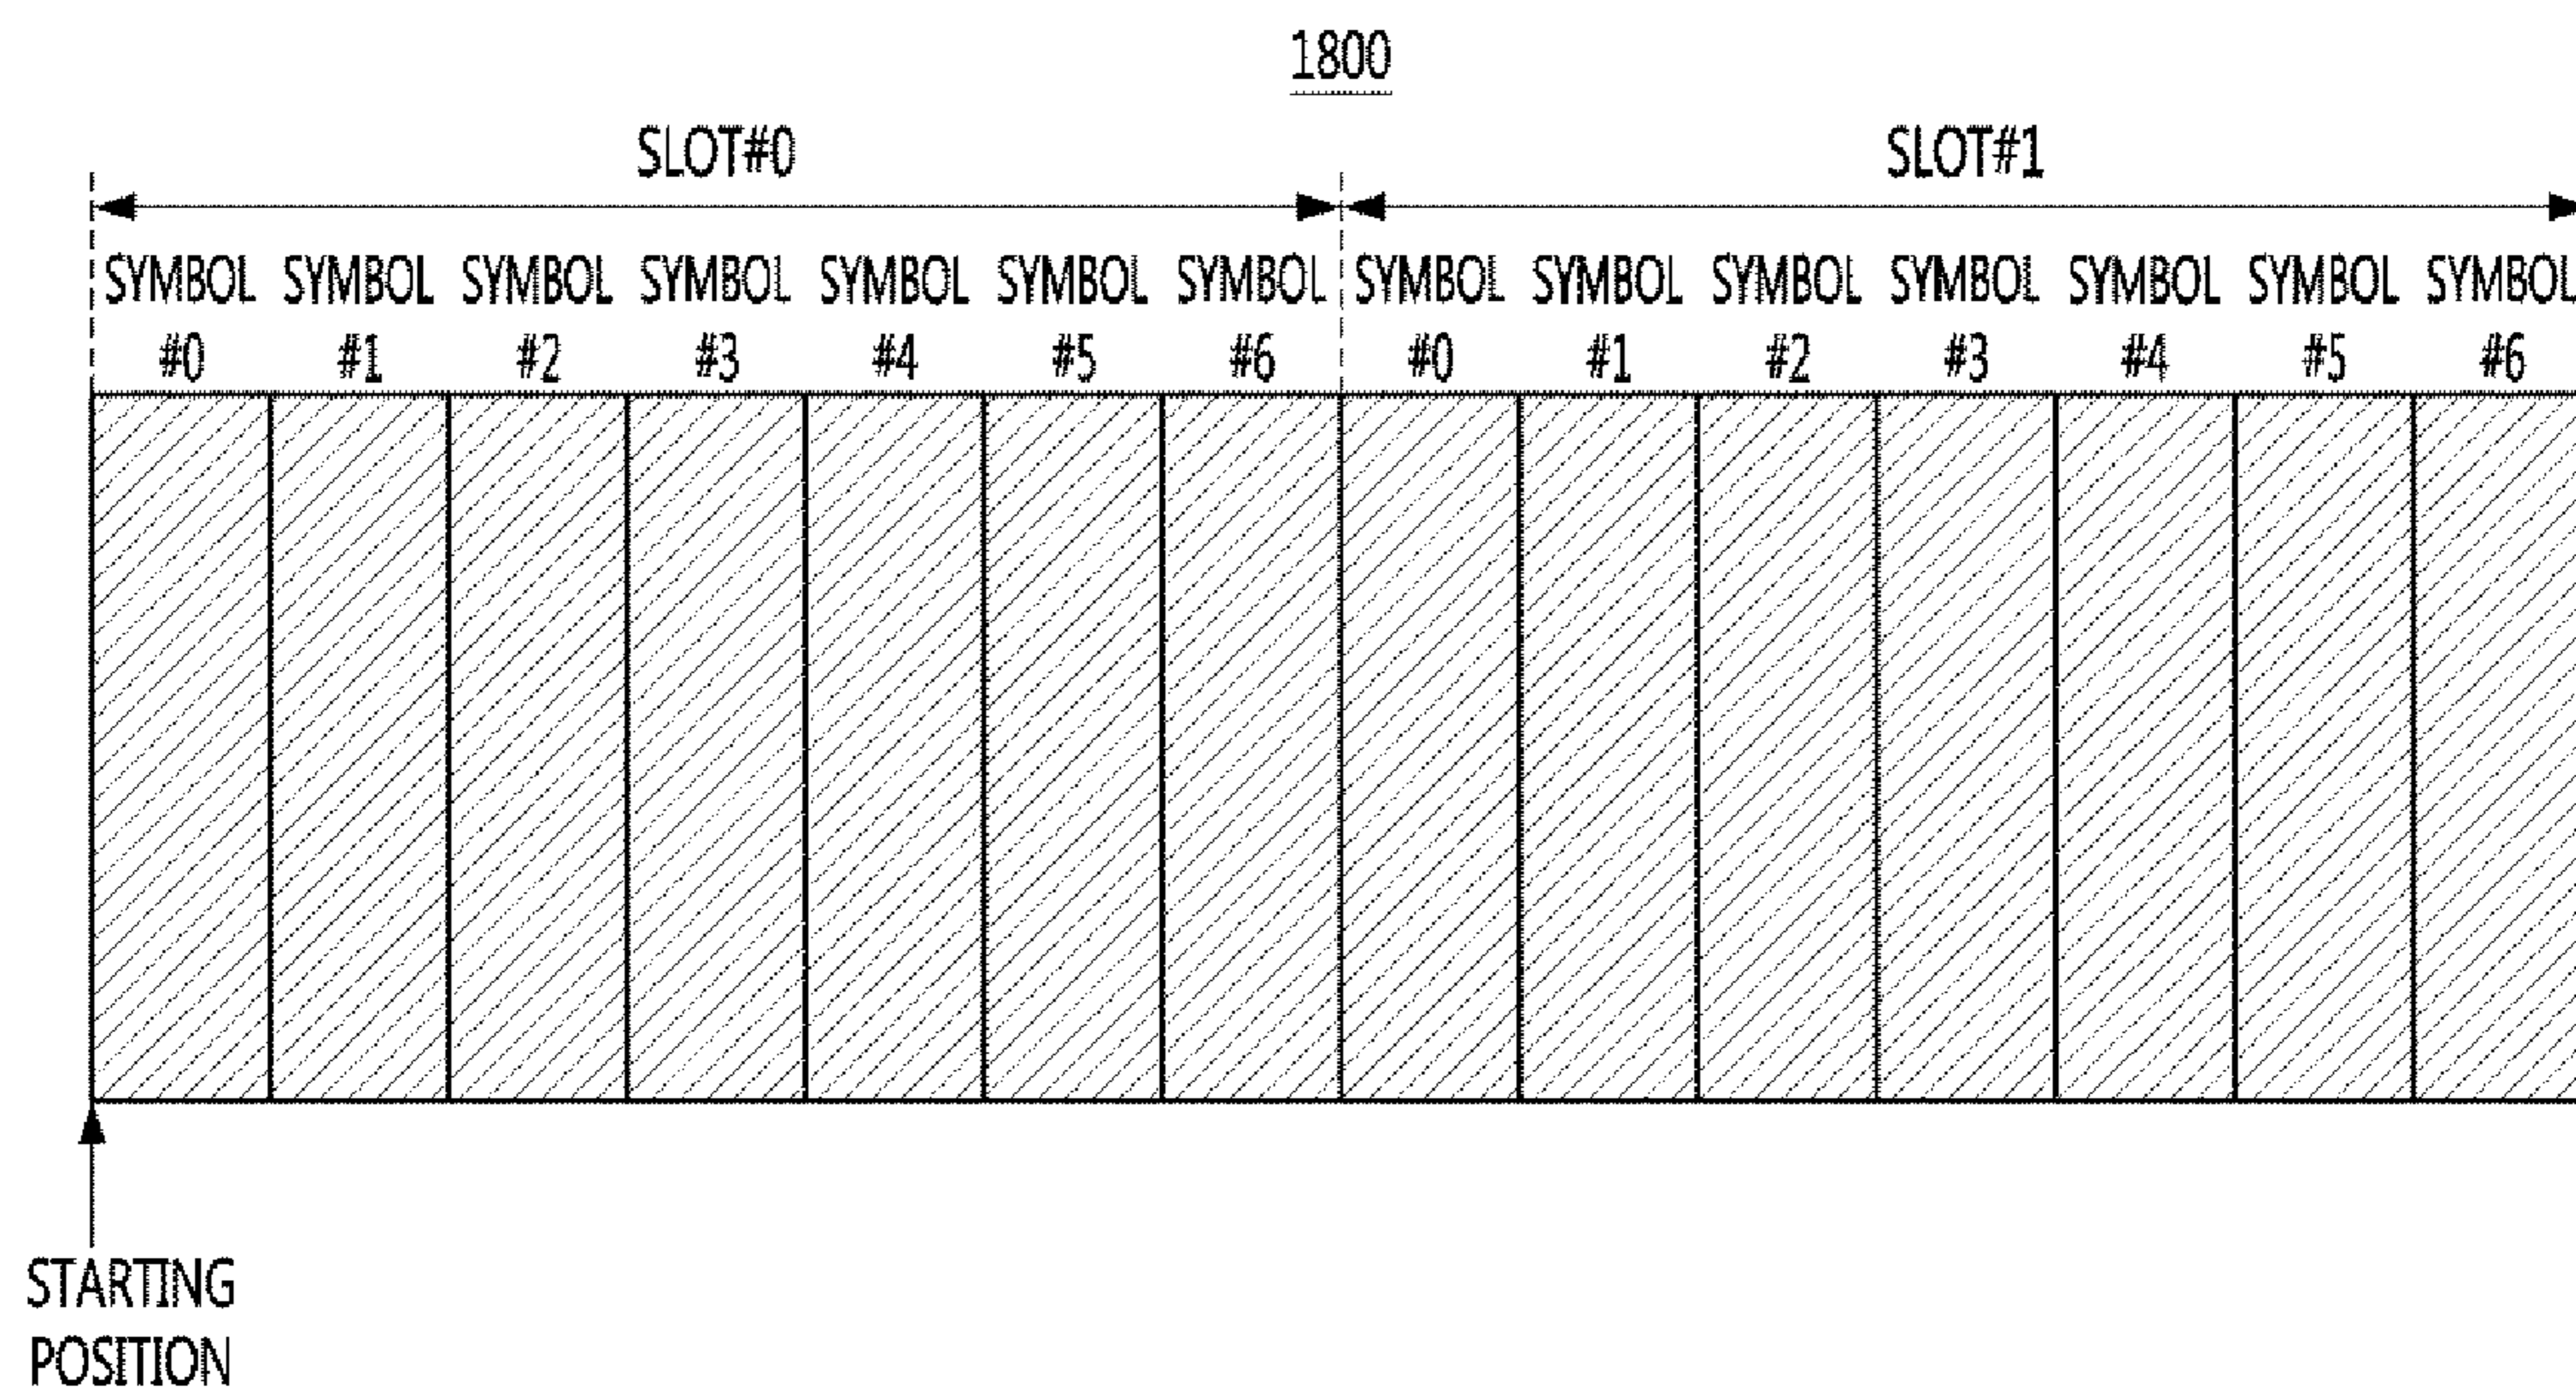 1800
SLOT#0 SLOT#1
SYMBOL SYMBOL SYMBOL SYMBOL SYMBOL SYMBOL SYMBOL SYMBOL SYMBOL SYMBOL SYMBOL SYMBOL SYMBOL SYMBOL
#0 #1 #2 #3 #4 #5 #6 #0 #1 #2 #3 #4 #5 #6
STARTING
POSITION